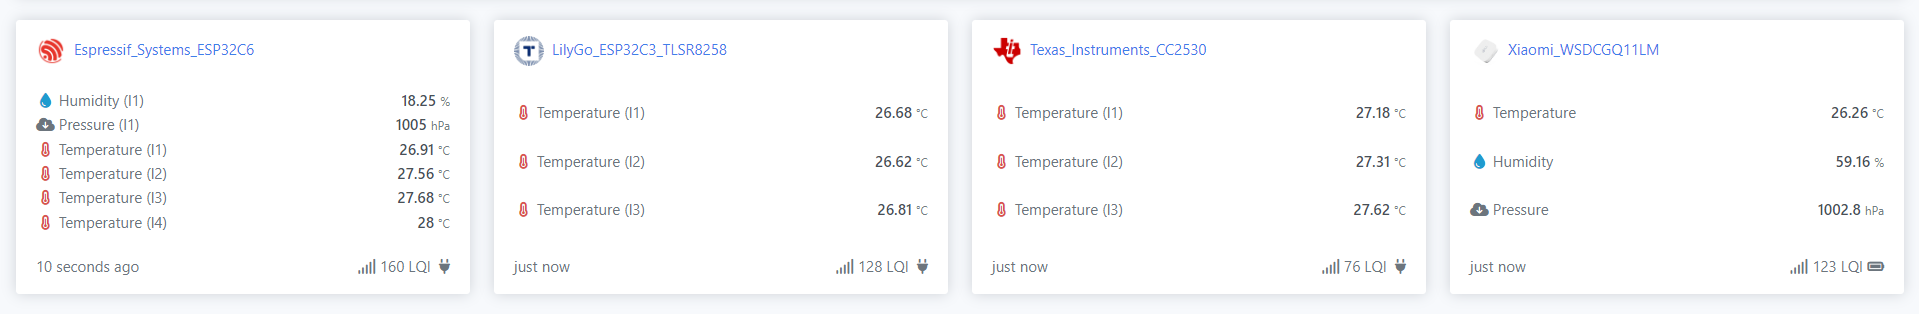 Espressif_Systems_ESP32C6
Humidity (l1) 18.25 %
Pressure (l1) 1005 hPa
Temperature (l1) 26.91 °C
Temperature (l2) 27.56 °C
Temperature (l3) 27.68 °C
Temperature (l4) 28 °C
10 seconds ago 160 LQI
LilyGo_ESP32C3_TLSR8258
Temperature (l1) 26.68 °C
Temperature (l2) 26.62 °C
Temperature (l3) 26.81 °C
just now 128 LQI
Texas_Instruments_CC2530
Temperature (l1) 27.18 °C
Temperature (l2) 27.31 °C
Temperature (l3) 27.62 °C
just now 76 LQI
Xiaomi_WSDCGQ11LM
Temperature 26.26 °C
Humidity 59.16 %
Pressure 1002.8 hPa
just now 123 LQI